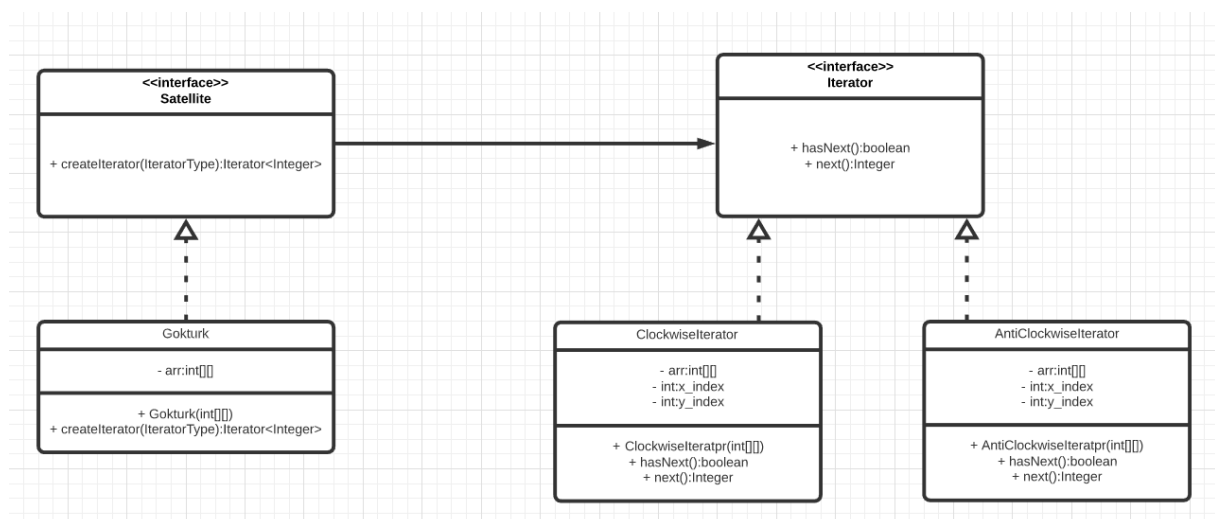 <<interface>>
Satellite
+ createIterator(IteratorType):Iterator<Integer>
<<interface>>
Iterator
+ hasNext():boolean
+ next():Integer
Gokturk
- arr:int[][]
+ Gokturk(int[][])
+ createIterator(IteratorType):Iterator<Integer>
ClockwiseIterator
- arr:int[][]
- int:x_index
- int:y_index
+ ClockwiseIteratpr(int[][])
+ hasNext():boolean
+ next():Integer
AntiClockwiseIterator
- arr:int[][]
- int:x_index
- int:y_index
+ AntiClockwiseIteratpr(int[][])
+ hasNext():boolean
+ next():Integer